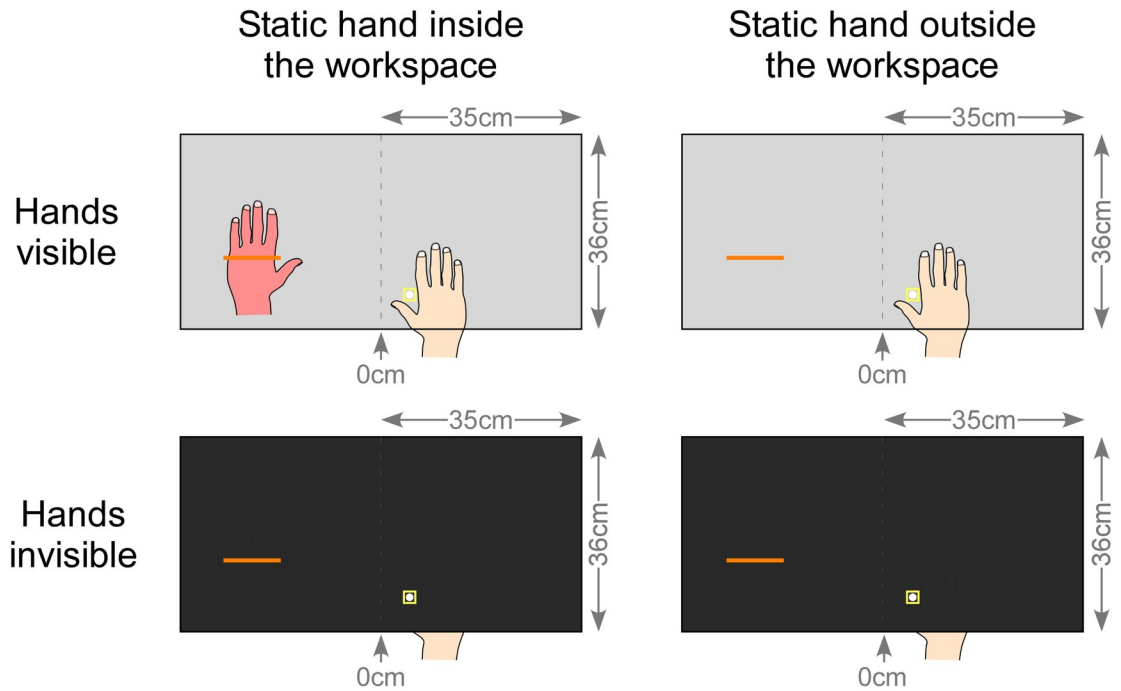 Static hand inside
the workspace
Static hand outside
the workspace
35cm
35cm
Hands
visible
36cm
36cm
0cm
0cm
35cm
35cm
Hands
invisible
36cm
36cm
0cm
0cm